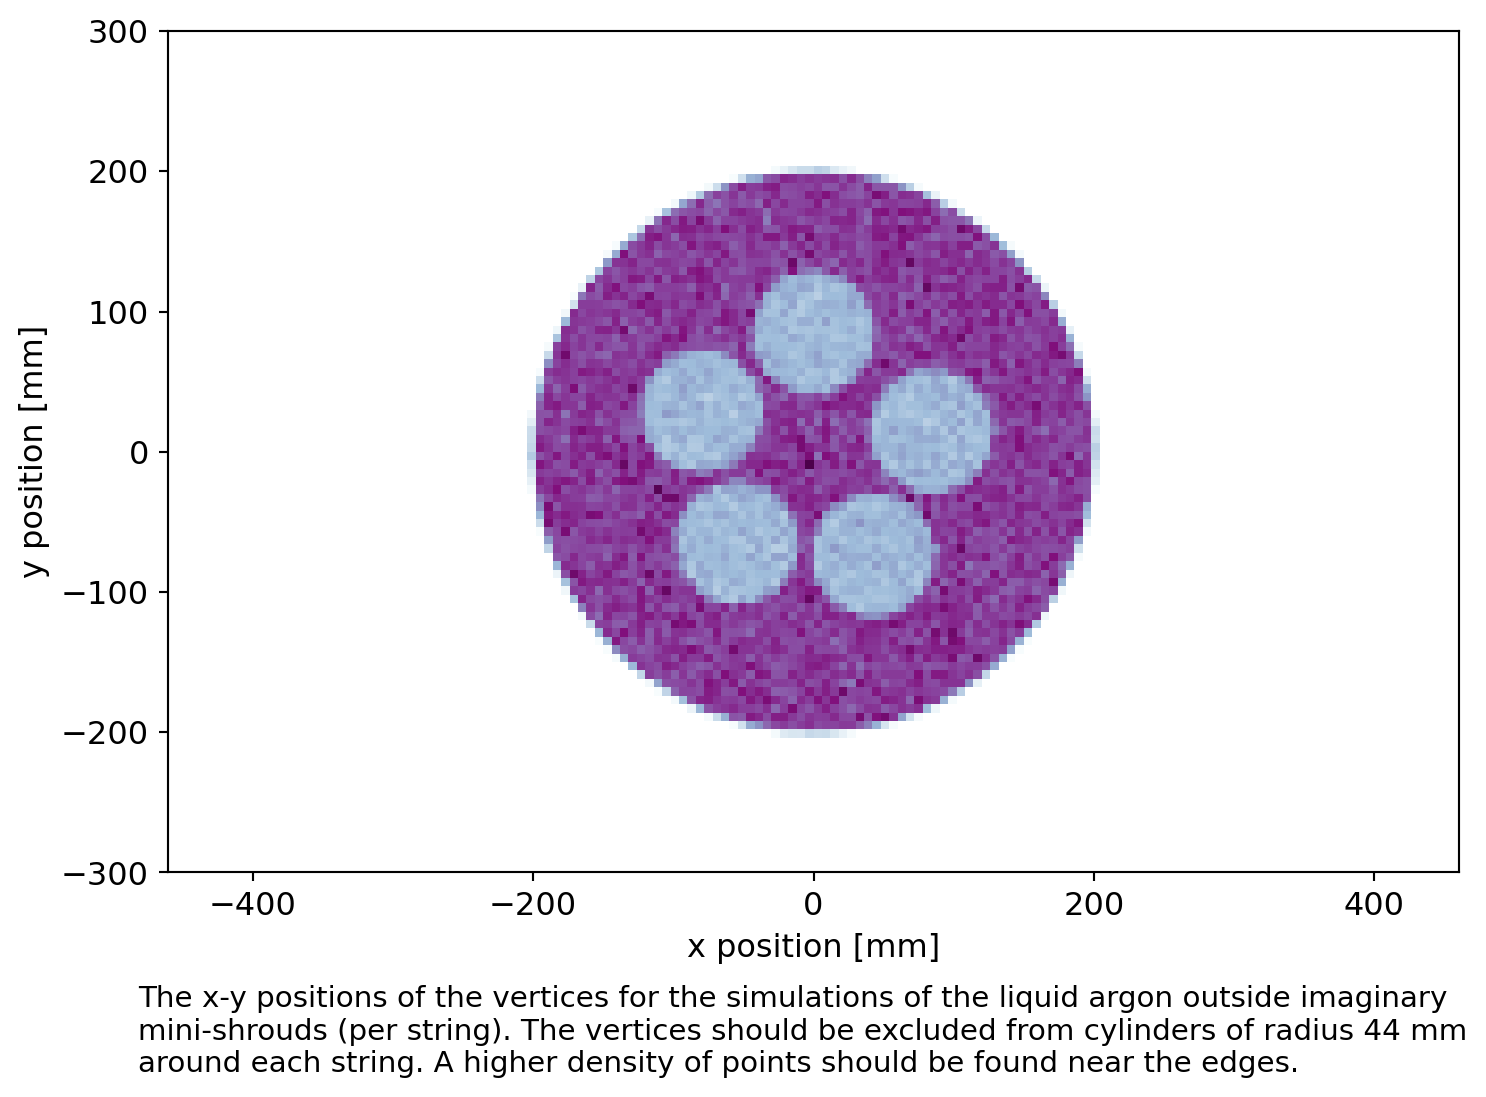 300
200
100
0
−100
−200
−300
y position [mm]
−400
−200
0
200
400
x position [mm]
The x-y positions of the vertices for the simulations of the liquid argon outside imaginary
mini-shrouds (per string). The vertices should be excluded from cylinders of radius 44 mm
around each string. A higher density of points should be found near the edges.